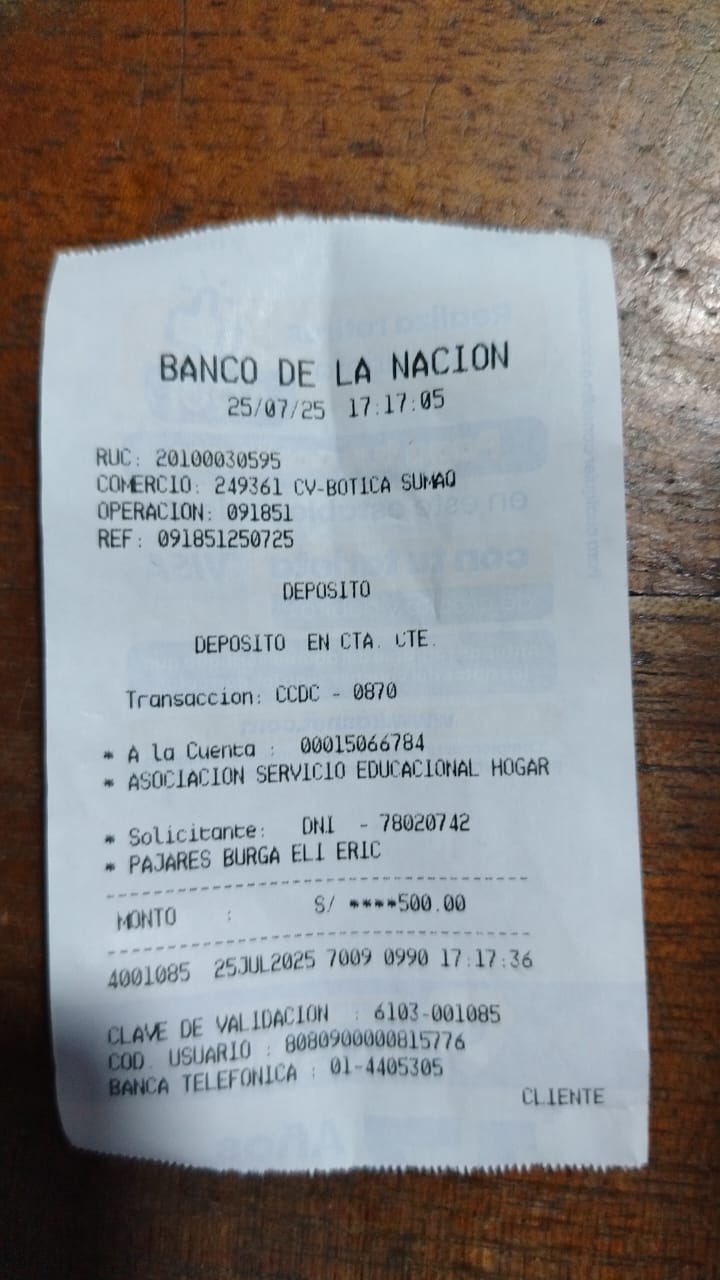 BANCO DE LA NACION
25/07/25 17:17:05
RUC: 20100030595
COMERCIO: 249361 CV-BOTICA SUMAQ
OPERACION: 091851
REF: 091851250725
DEPOSITO
DEPOSITO EN CTA. CTE.
Transaccion: CCDC - 0870
* A la Cuenta : 00015066784
* ASOCIACION SERVICIO EDUCACIONAL HOGAR
* Solicitante: DNI - 78020742
* PAJARES BURGA ELI ERIC
MONTO : S/ ****500.00
4001085 25JUL2025 7009 0990 17:17:36
CLAVE DE VALIDACION : 6103-001085
COD. USUARIO : 8080900000815776
BANCA TELEFONICA : 01-4405305
CLIENTE